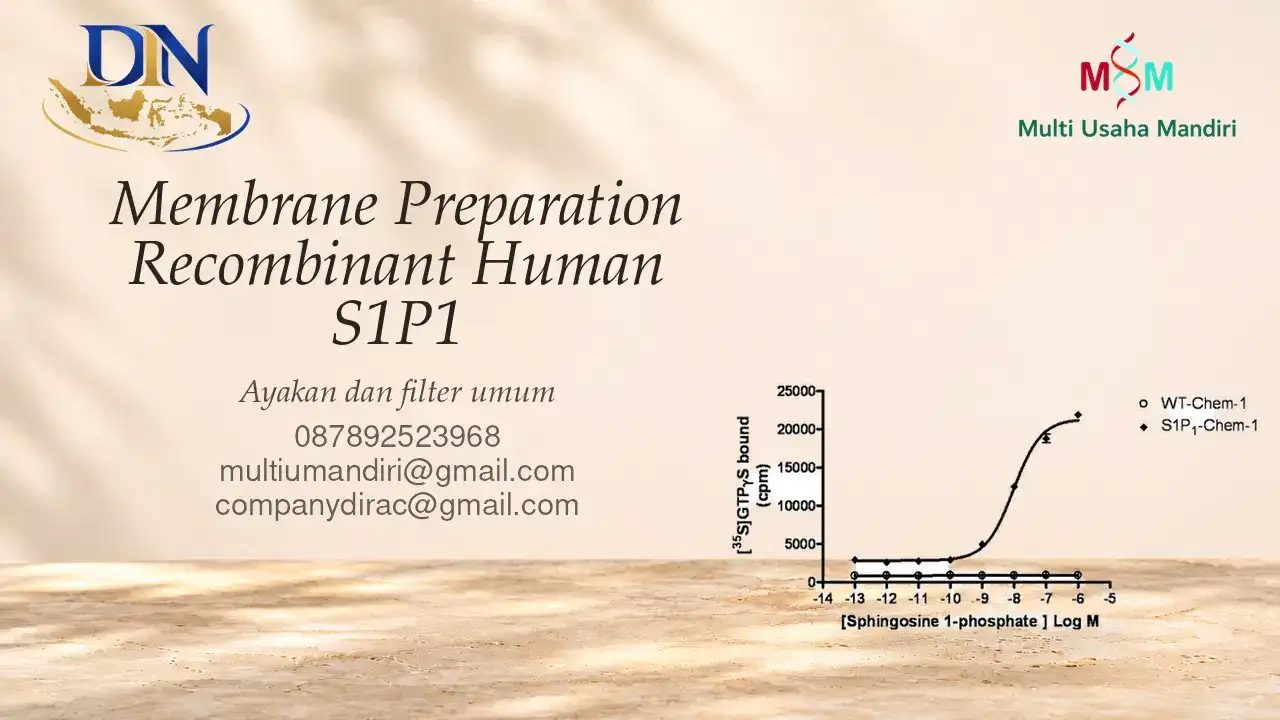 DIN
MSM
Multi Usaha Mandiri
Membrane Preparation
Recombinant Human
S1P1
Ayakan dan filter umum
087892523968
multiumandiri@gmail.com
companydirac@gmail.com
[³⁵S]GTPγS bound
(cpm)
25000
20000
15000
10000
5000
0
-14 -13 -12 -11 -10 -9 -8 -7 -6 -5
[Sphingosine 1-phosphate ] Log M
WT-Chem-1
S1P₁-Chem-1